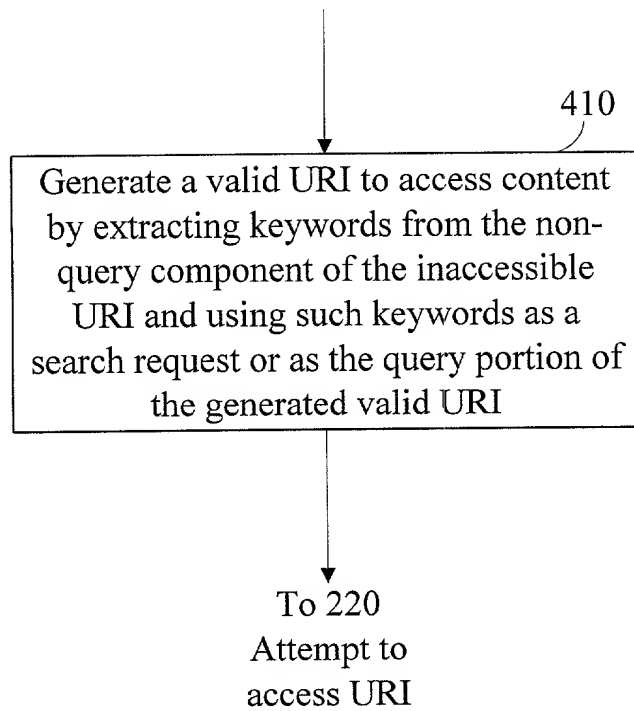 410
Generate a valid URI to access content
by extracting keywords from the non-
query component of the inaccessible
URI and using such keywords as a
search request or as the query portion of
the generated valid URI
To 220
Attempt to
access URI